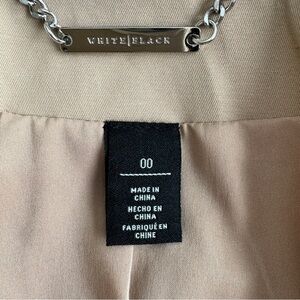 WHITE|BLACK
00
MADE IN
CHINA
HECHO EN
CHINA
FABRIQUÉ EN
CHINE